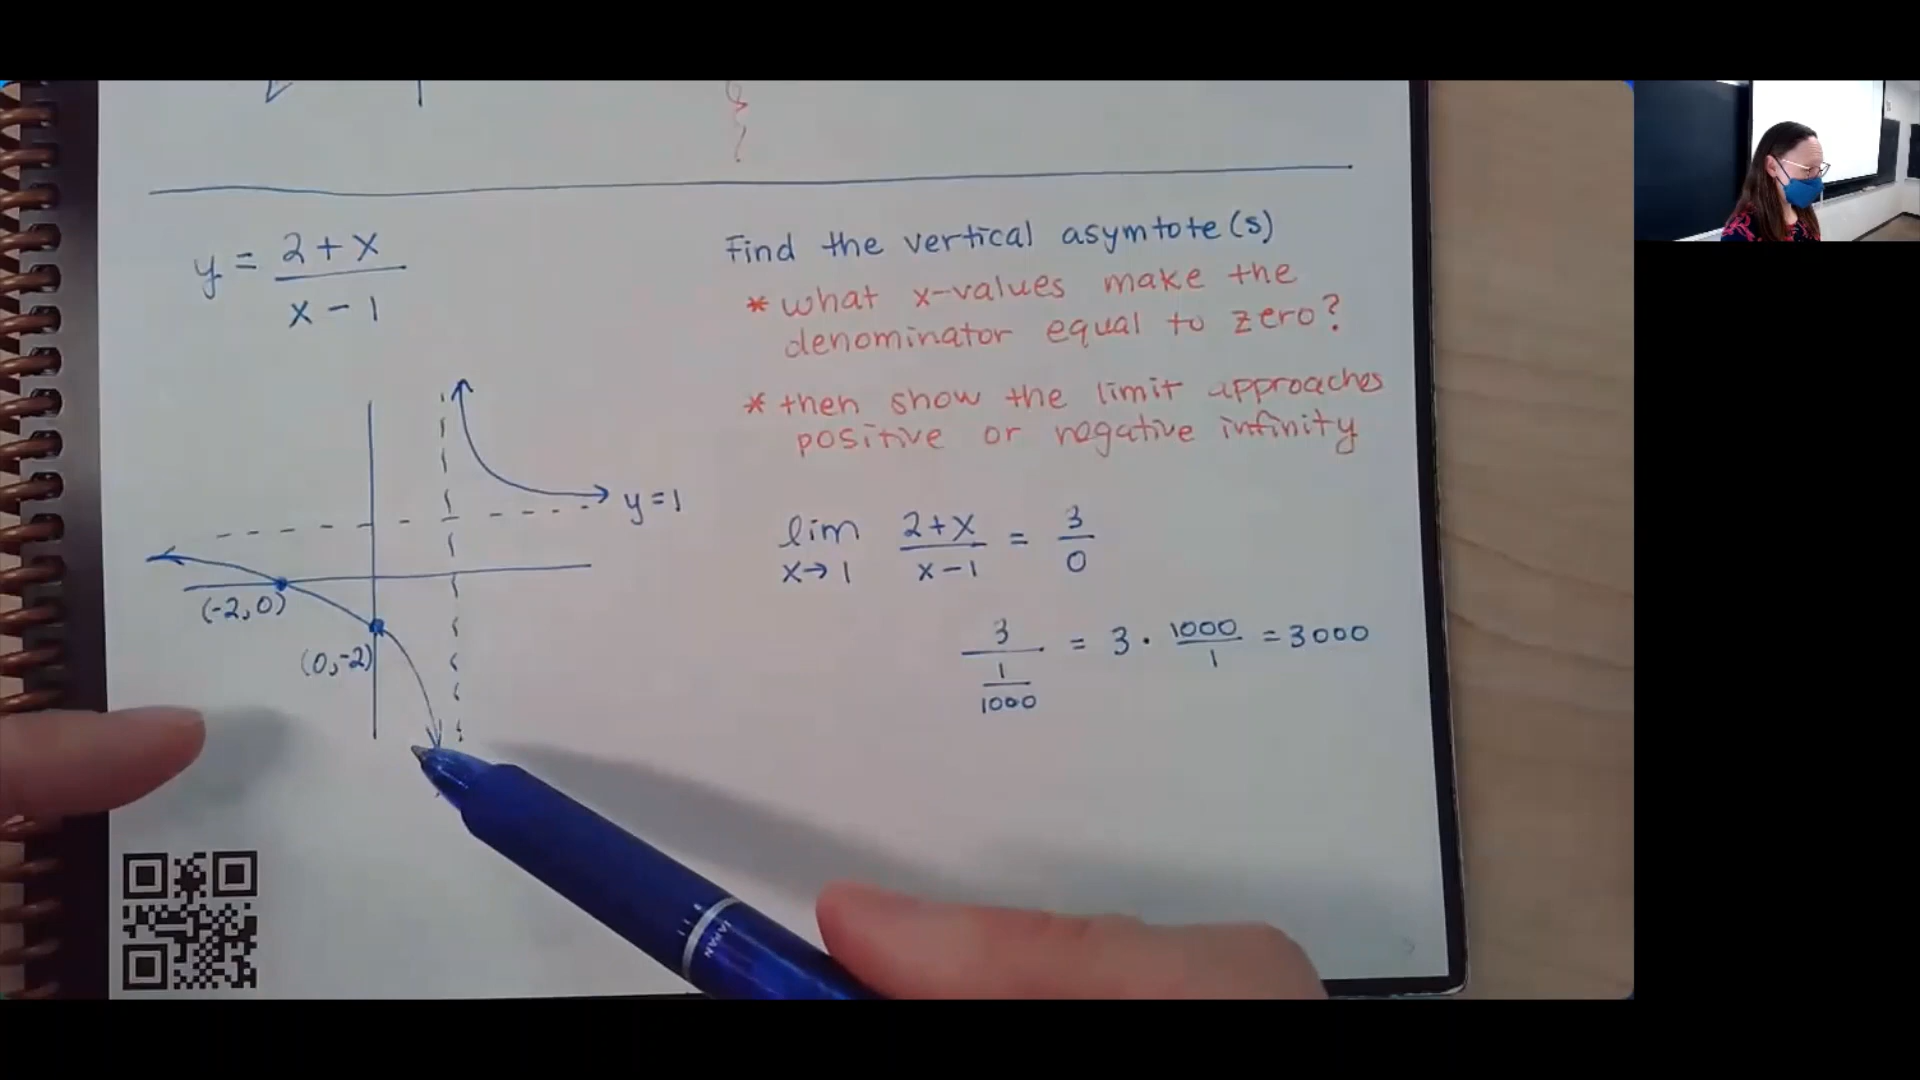 y = 2 + x / x - 1
Find the vertical asymtote(s)
* what x-values make the
denominator equal to zero?
* then show the limit approaches
positive or negative infinity
y = 1
(-2, 0)
(0, -2)
lim x→1 2+x / x-1 = 3 / 0
3 / 1/1000 = 3 · 1000/1 = 3000
JAPAN